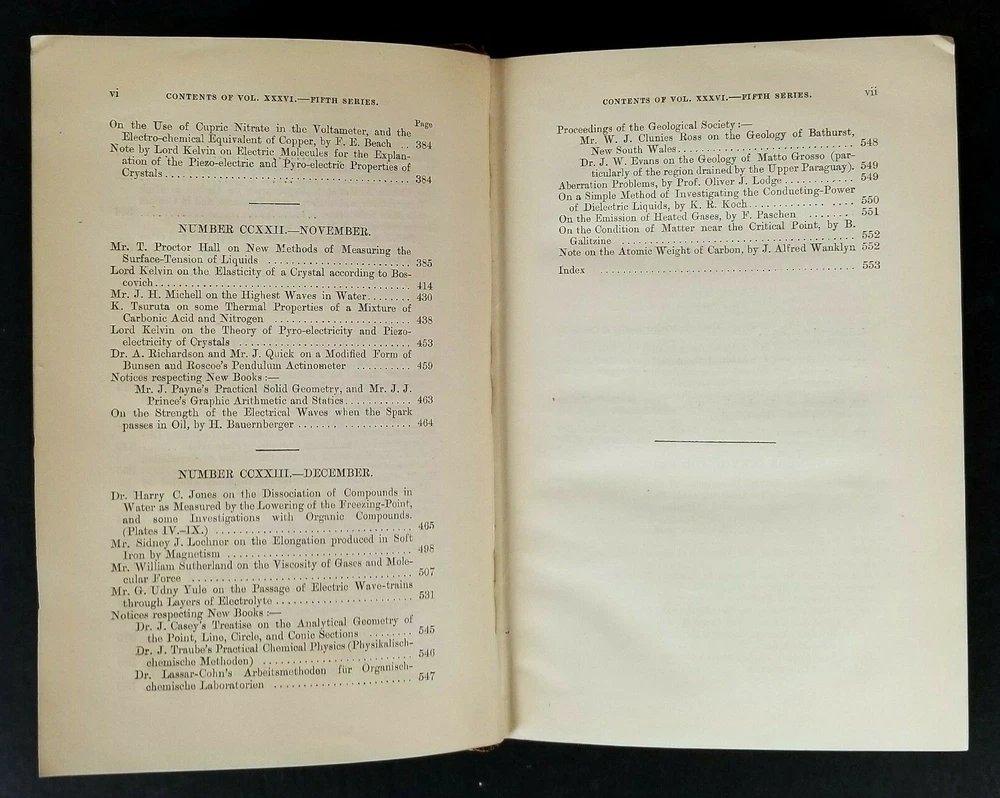 vi
CONTENTS OF VOL. XXXVI.—FIFTH SERIES.
Page
On the Use of Cupric Nitrate in the Voltameter, and the
Electro-chemical Equivalent of Copper, by F. E. Beach .. 384
Note by Lord Kelvin on Electric Molecules for the Explan-
ation of the Piezo-electric and Pyro-electric Properties of
Crystals ........................................ 384
NUMBER CCXXII.—NOVEMBER.
Mr. T. Proctor Hall on New Methods of Measuring the
Surface-Tension of Liquids ........................ 385
Lord Kelvin on the Elasticity of a Crystal according to Bos-
covich ........................................ 414
Mr. J. H. Michell on the Highest Waves in Water ........ 430
K. Tsuruta on some Thermal Properties of a Mixture of
Carbonic Acid and Nitrogen ........................ 438
Lord Kelvin on the Theory of Pyro-electricity and Piezo-
electricity of Crystals ............................ 453
Dr. A. Richardson and Mr. J. Quick on a Modified Form of
Bunsen and Roscoe's Pendulum Actinometer .......... 459
Notices respecting New Books :—
Mr. J. Payne's Practical Solid Geometry, and Mr. J. J.
Prince's Graphic Arithmetic and Statics ............ 463
On the Strength of the Electrical Waves when the Spark
passes in Oil, by H. Bauernberger .................... 464
NUMBER CCXXIII.—DECEMBER.
Dr. Harry C. Jones on the Dissociation of Compounds in
Water as Measured by the Lowering of the Freezing-Point,
and some Investigations with Organic Compounds.
(Plates IV.–IX.) ................................ 465
Mr. Sidney J. Lochner on the Elongation produced in Soft
Iron by Magnetism ............................ 498
Mr. William Sutherland on the Viscosity of Gases and Mole-
cular Force .................................... 507
Mr. G. Udny Yule on the Passage of Electric Wave-trains
through Layers of Electrolyte ........................ 531
Notices respecting New Books :—
Dr. J. Casey's Treatise on the Analytical Geometry of
the Point, Line, Circle, and Conic Sections ........ 545
Dr. J. Traube's Practical Chemical Physics (Physikalisch-
chemische Methoden) ............................ 546
Dr. Lassar-Cohn's Arbeitsmethoden für Organisch-
chemische Laboratorien ........................ 547
CONTENTS OF VOL. XXXVI.—FIFTH SERIES.
vii
Proceedings of the Geological Society :—
Mr. W. J. Clunies Ross on the Geology of Bathurst,
New South Wales ................................ 548
Dr. J. W. Evans on the Geology of Matto Grosso (par-
ticularly of the region drained by the Upper Paraguay). 549
Aberration Problems, by Prof. Oliver J. Lodge ............ 549
On a Simple Method of Investigating the Conducting-Power
of Dielectric Liquids, by K. R. Koch ................ 550
On the Emission of Heated Gases, by F. Paschen ........ 551
On the Condition of Matter near the Critical Point, by B.
Galitzine ........................................ 552
Note on the Atomic Weight of Carbon, by J. Alfred Wanklyn 552
Index ........................................ 553